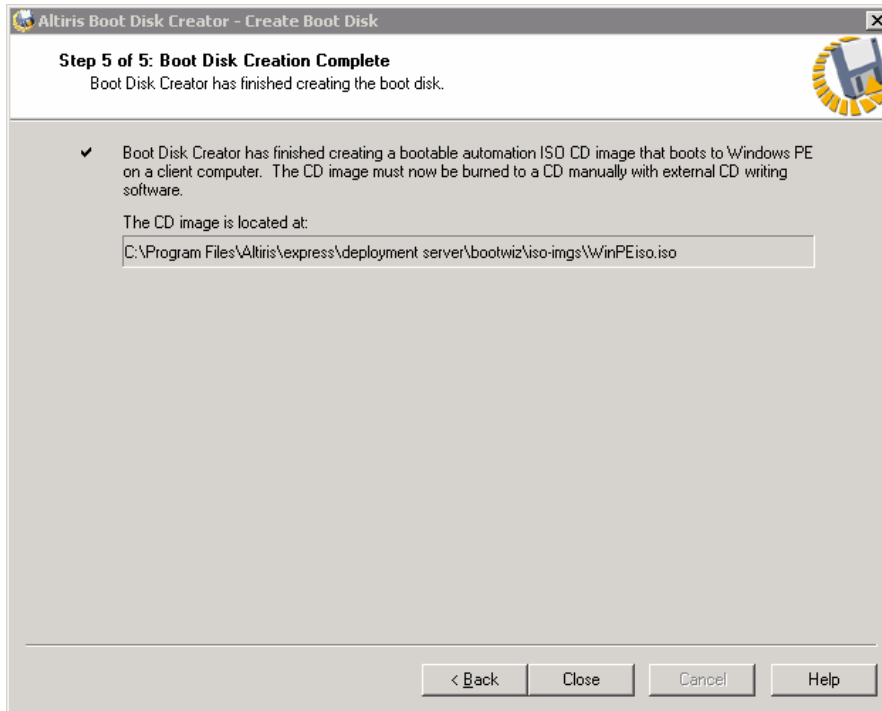 Altiris Boot Disk Creator - Create Boot Disk
Step 5 of 5: Boot Disk Creation Complete
Boot Disk Creator has finished creating the boot disk.
Boot Disk Creator has finished creating a bootable automation ISO CD image that boots to Windows PE
on a client computer. The CD image must now be burned to a CD manually with external CD writing
software.
The CD image is located at:
C:\Program Files\Altiris\express\deployment server\bootwiz\iso-imgs\WinPEiso.iso
< Back
Close
Cancel
Help